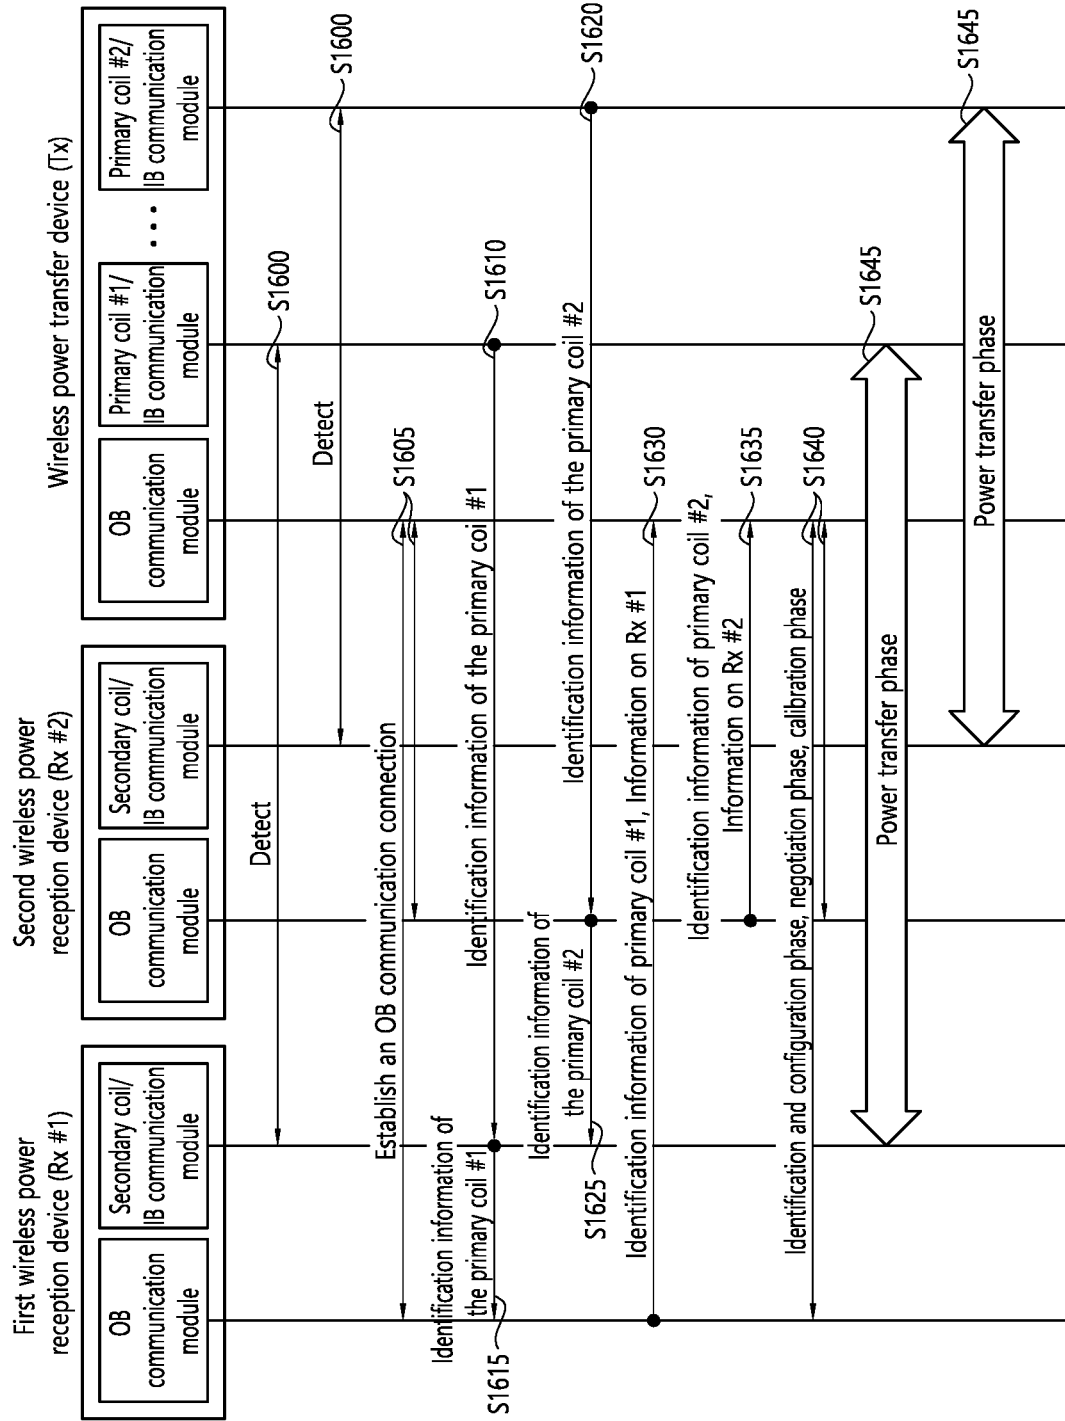 First wireless power
reception device (Rx #1)
OB
communication
module
Secondary coil/
IB communication
module
Second wireless power
reception device (Rx #2)
OB
communication
module
Secondary coil/
IB communication
module
Wireless power transfer device (Tx)
OB
communication
module
Primary coil #1/
IB communication
module
• • •
Primary coil #2/
IB communication
module
Detect
S1600
Detect
S1600
Establish an OB communication connection
S1605
Identification information of the primary coil #1
S1610
Identification information of
the primary coil #1
S1615
Identification information of the primary coil #2
S1620
Identification information of
the primary coil #2
S1625
Identification information of primary coil #1, Information on Rx #1
S1630
Identification information of primary coil #2,
Information on Rx #2
S1635
Identification and configuration phase, negotiation phase, calibration phase
S1640
Power transfer phase
S1645
Power transfer phase
S1645